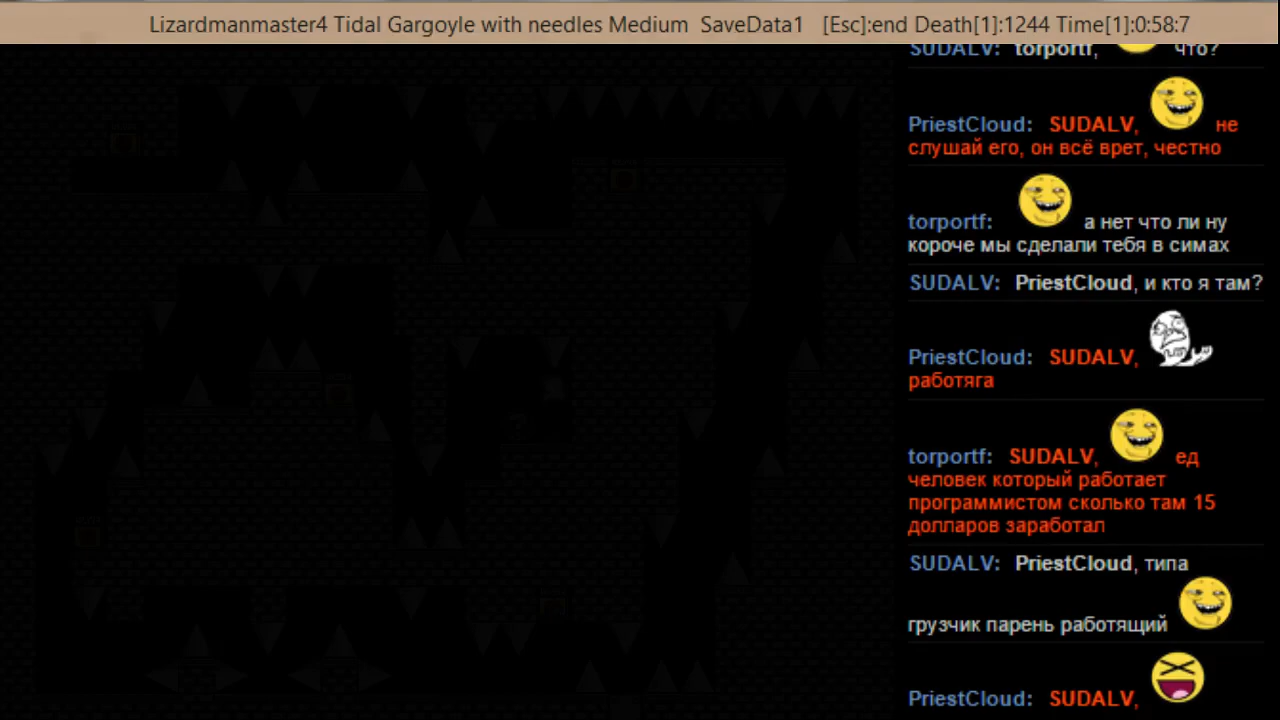 Lizardmanmaster4 Tidal Gargoyle with needles Medium  SaveData1   [Esc]:end Death[1]:1244 Time[1]:0:58:7
SUDALV: torportf, что?
PriestCloud: SUDALV, не
слушай его, он всё врет, честно
torportf: а нет что ли ну
короче мы сделали тебя в симах
SUDALV: PriestCloud, и кто я там?
PriestCloud: SUDALV,
работяга
torportf: SUDALV, ед
человек который работает
программистом сколько там 15
долларов заработал
SUDALV: PriestCloud, типа
грузчик парень работящий
PriestCloud: SUDALV,